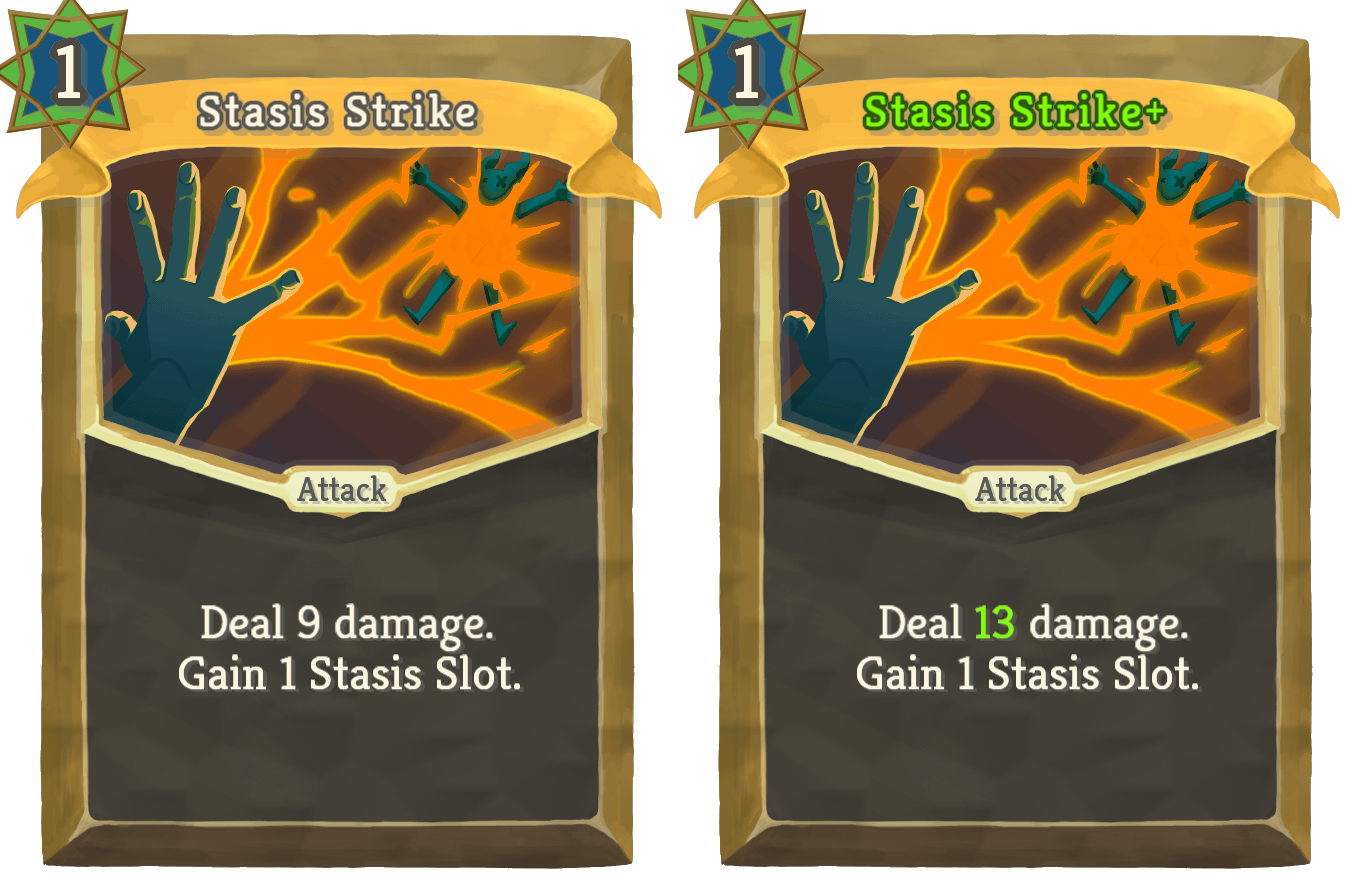 1
Stasis Strike
Attack
Deal 9 damage.
Gain 1 Stasis Slot.
1
Stasis Strike+
Attack
Deal 13 damage.
Gain 1 Stasis Slot.